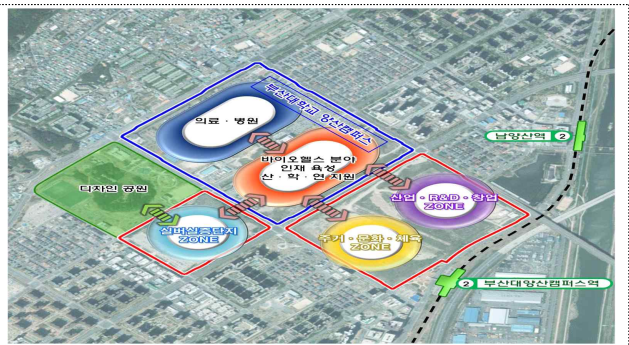 부산대학교 양산캠퍼스
의료 · 병원
바이오헬스 분야
인재 육성
산 · 학 · 연 지원
남양산역 2
디자인 공원
산업 · R&D · 창업
ZONE
실버산층단지
ZONE
주거 · 문화 · 체육
ZONE
2 부산대양산캠퍼스역